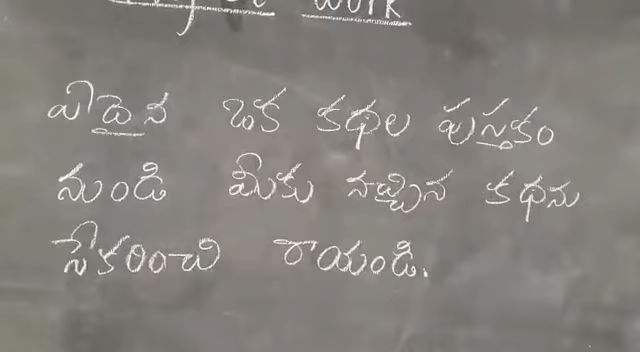 work
ఏదైన ఒక కథల పుస్తకం
నుండి మీకు నచ్చిన కథను
సేకరించి రాయండి.